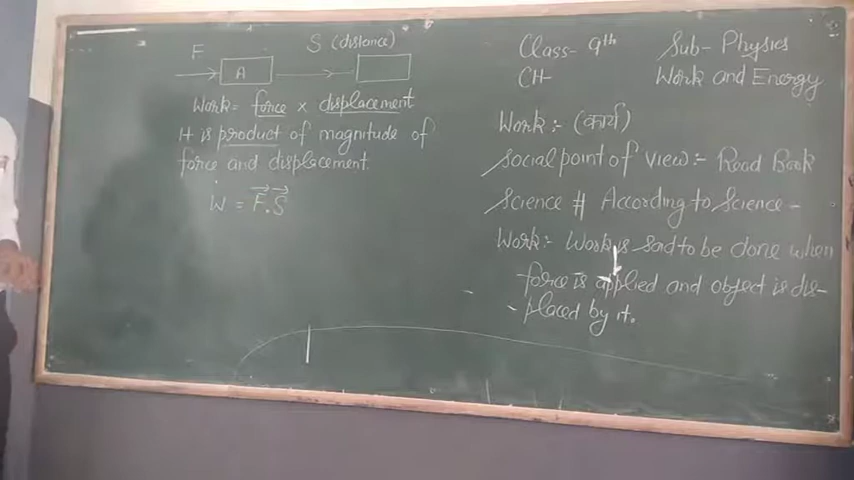 F
S (distance)
A
Work = force × displacement
It is product of magnitude of
force and displacement.
W = F⃗.S⃗
Class- 9th
Sub- Physics
CH-
Work and Energy
Work :- (कार्य)
Social point of view :- Read Book
Science # According to Science -
Work :- Work is said to be done when
force is applied and object is dis-
- placed by it.